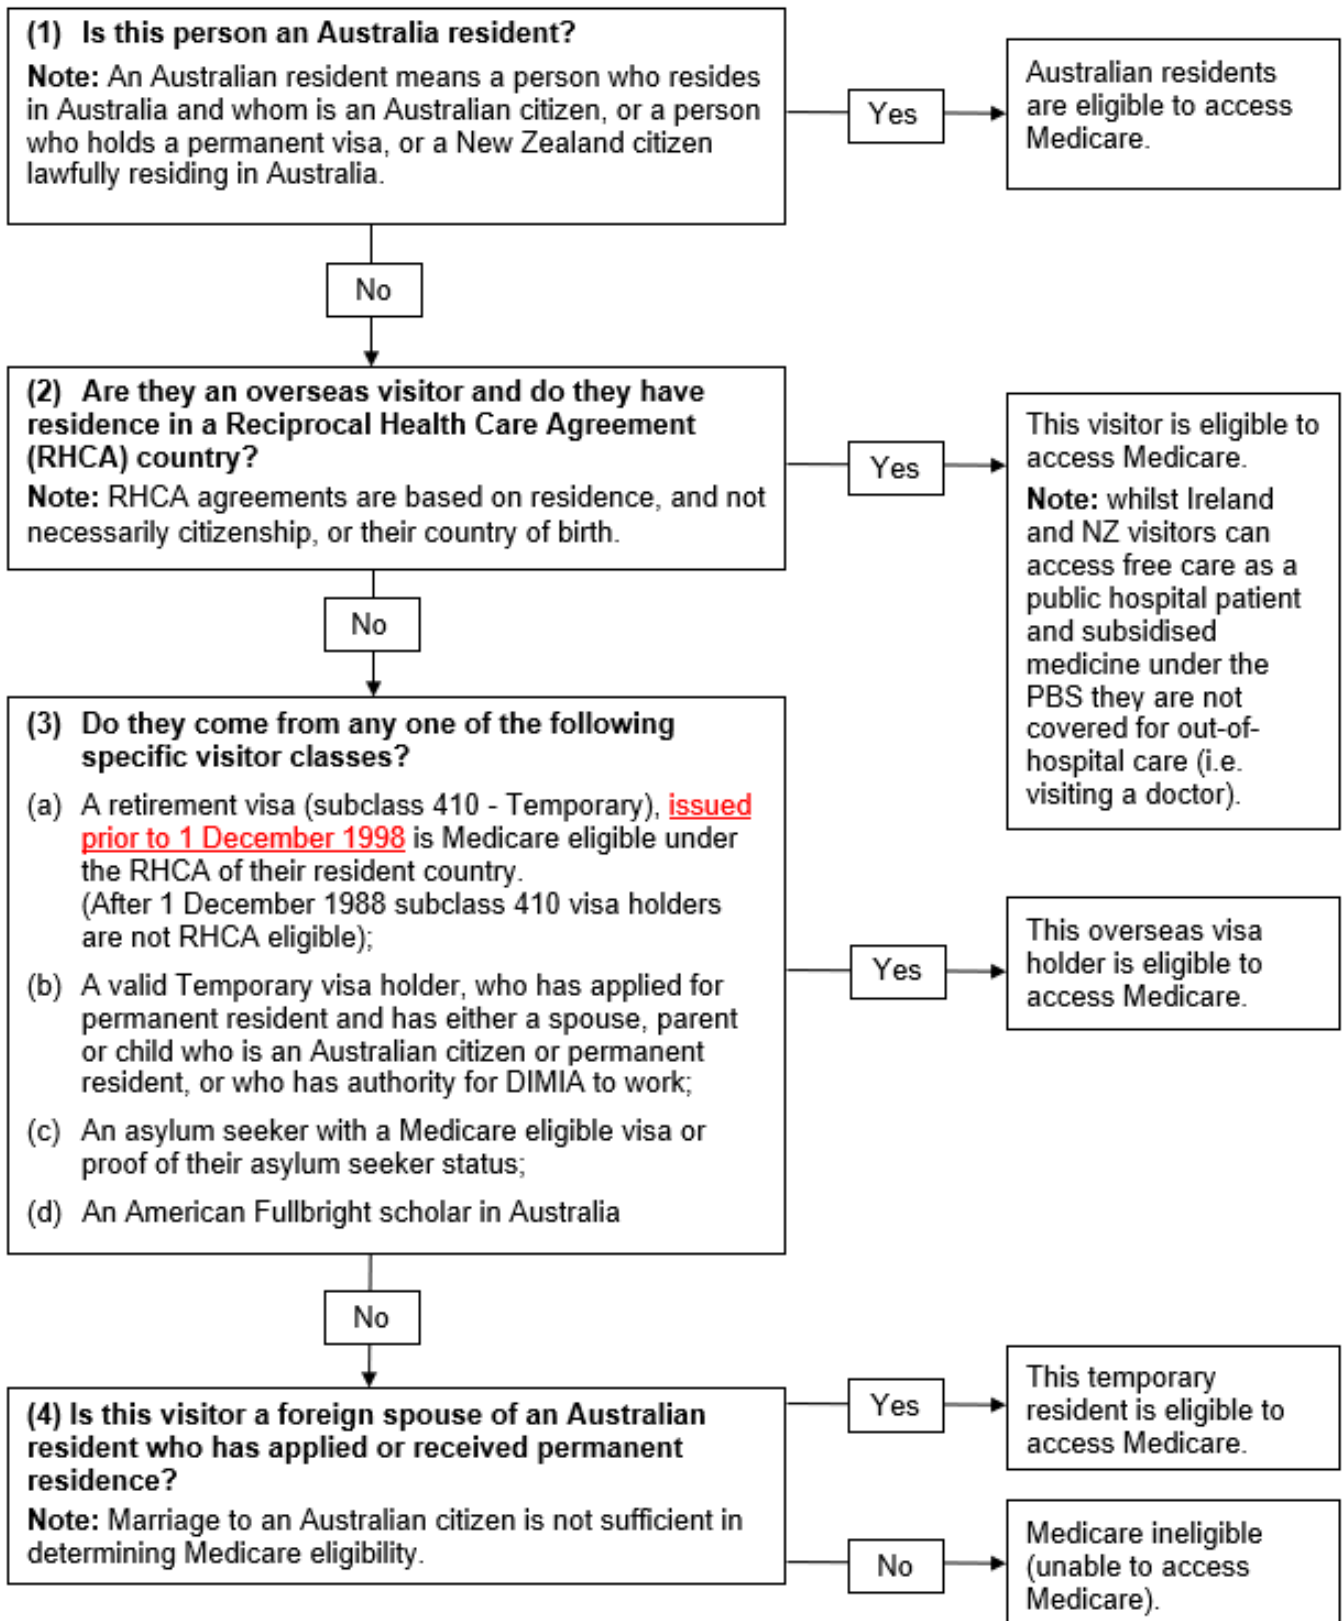 (1) Is this person an Australia resident?
Note: An Australian resident means a person who resides
in Australia and whom is an Australian citizen, or a person
who holds a permanent visa, or a New Zealand citizen
lawfully residing in Australia.
Yes
Australian residents
are eligible to access
Medicare.
No
(2) Are they an overseas visitor and do they have
residence in a Reciprocal Health Care Agreement
(RHCA) country?
Note: RHCA agreements are based on residence, and not
necessarily citizenship, or their country of birth.
Yes
This visitor is eligible to
access Medicare.
Note: whilst Ireland
and NZ visitors can
access free care as a
public hospital patient
and subsidised
medicine under the
PBS they are not
covered for out-of-
hospital care (i.e.
visiting a doctor).
No
(3) Do they come from any one of the following
specific visitor classes?
(a) A retirement visa (subclass 410 - Temporary), issued
prior to 1 December 1998 is Medicare eligible under
the RHCA of their resident country.
(After 1 December 1988 subclass 410 visa holders
are not RHCA eligible);
(b) A valid Temporary visa holder, who has applied for
permanent resident and has either a spouse, parent
or child who is an Australian citizen or permanent
resident, or who has authority for DIMIA to work;
(c) An asylum seeker with a Medicare eligible visa or
proof of their asylum seeker status;
(d) An American Fullbright scholar in Australia
Yes
This overseas visa
holder is eligible to
access Medicare.
No
(4) Is this visitor a foreign spouse of an Australian
resident who has applied or received permanent
residence?
Note: Marriage to an Australian citizen is not sufficient in
determining Medicare eligibility.
Yes
This temporary
resident is eligible to
access Medicare.
No
Medicare ineligible
(unable to access
Medicare).